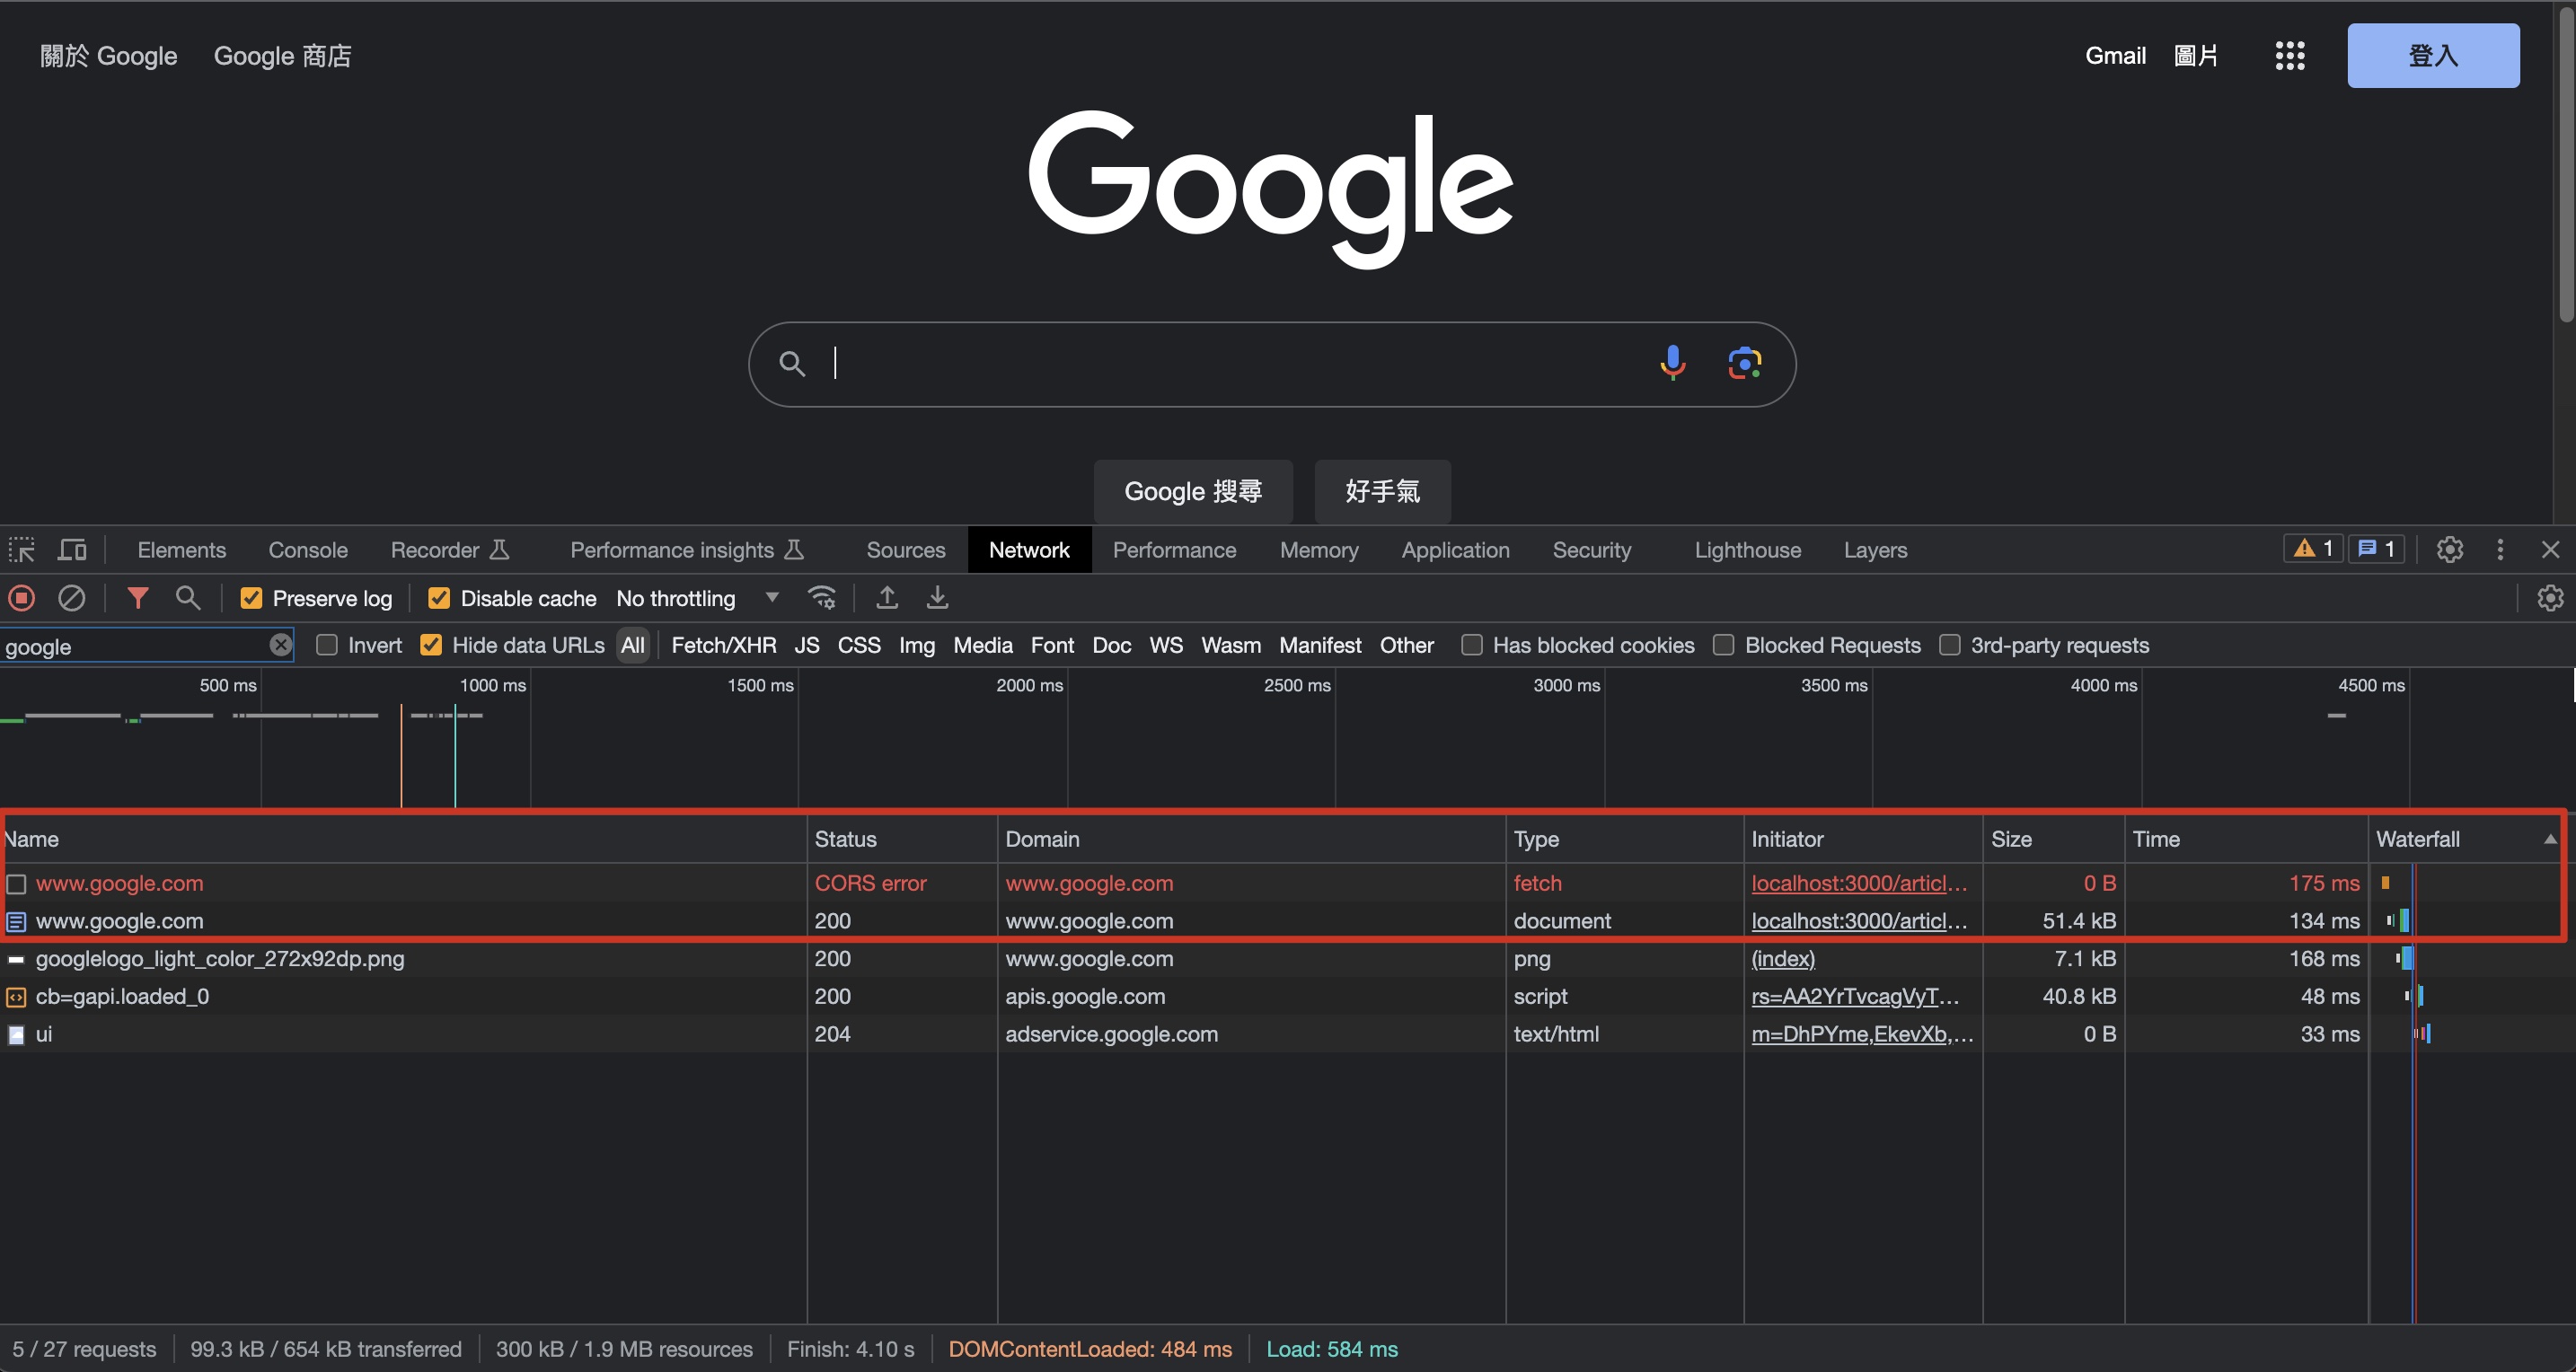 關於 Google Google 商店 Gmail 圖片 登入
Google
Google 搜尋 好手氣
Elements Console Recorder Performance insights Sources Network Performance Memory Application Security Lighthouse Layers 1 1
Preserve log Disable cache No throttling
google Invert Hide data URLs All Fetch/XHR JS CSS Img Media Font Doc WS Wasm Manifest Other Has blocked cookies Blocked Requests 3rd-party requests
500 ms 1000 ms 1500 ms 2000 ms 2500 ms 3000 ms 3500 ms 4000 ms 4500 ms
Name Status Domain Type Initiator Size Time Waterfall
www.google.com CORS error www.google.com fetch localhost:3000/articl... 0 B 175 ms
www.google.com 200 www.google.com document localhost:3000/articl... 51.4 kB 134 ms
googlelogo_light_color_272x92dp.png 200 www.google.com png (index) 7.1 kB 168 ms
cb=gapi.loaded_0 200 apis.google.com script rs=AA2YrTvcagVyT... 40.8 kB 48 ms
ui 204 adservice.google.com text/html m=DhPYme,EkevXb,... 0 B 33 ms
5 / 27 requests 99.3 kB / 654 kB transferred 300 kB / 1.9 MB resources Finish: 4.10 s DOMContentLoaded: 484 ms Load: 584 ms